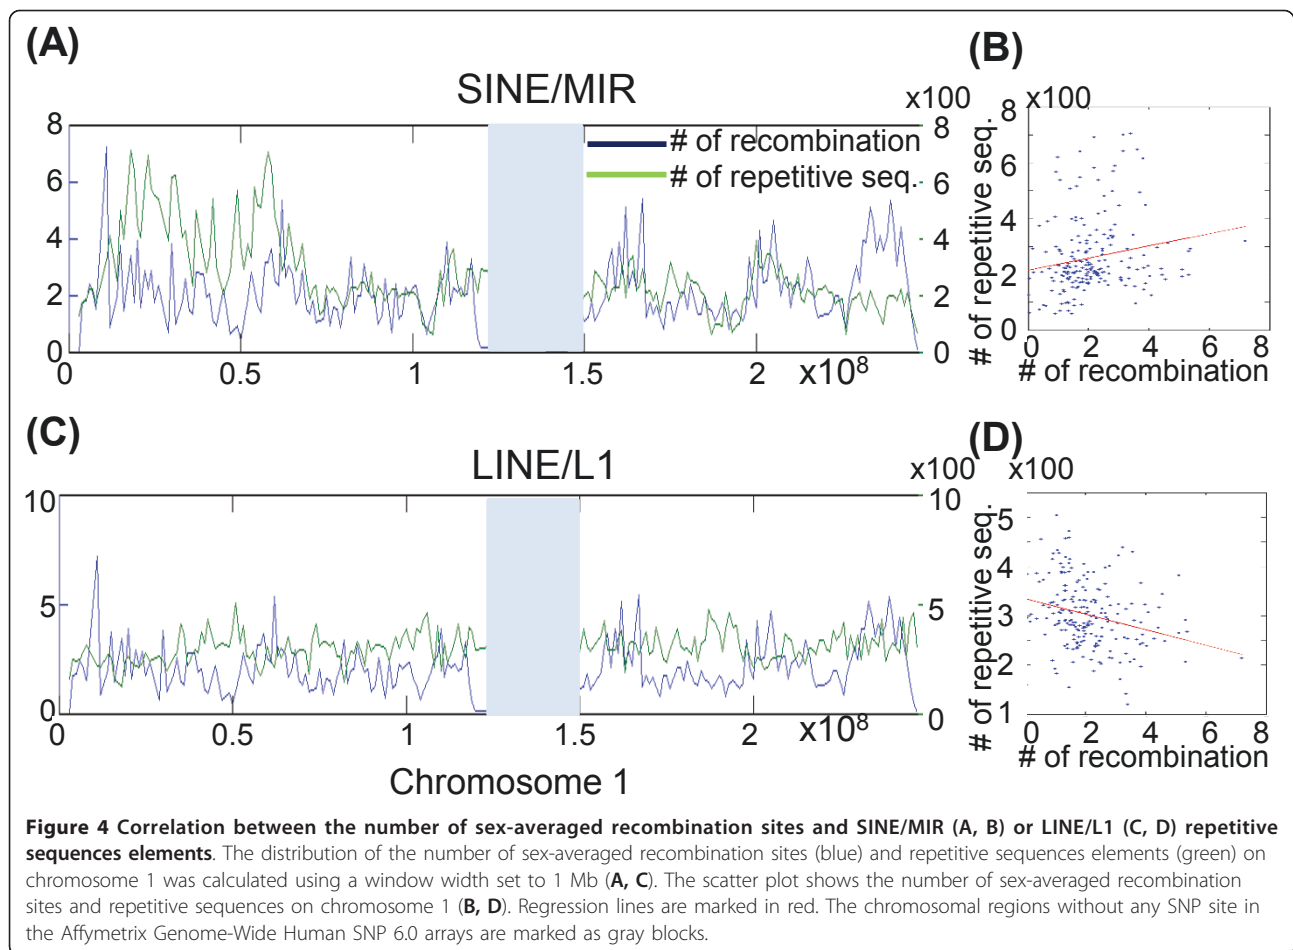 (A)
(B)
SINE/MIR
x100
x100
8
6
4
2
0
# of recombination
# of repetitive seq.
8
6
4
2
0
0
0.5
1
1.5
2
x10⁸
# of repetitive seq.
8
6
4
2
0
0
2
4
6
8
# of recombination
(C)
(D)
LINE/L1
x100
x100
10
5
0
10
5
0
0
0.5
1
1.5
2
x10⁸
Chromosome 1
# of repetitive seq.
5
4
3
2
1
0
2
4
6
8
# of recombination
Figure 4 Correlation between the number of sex-averaged recombination sites and SINE/MIR (A, B) or LINE/L1 (C, D) repetitive
sequences elements. The distribution of the number of sex-averaged recombination sites (blue) and repetitive sequences elements (green) on
chromosome 1 was calculated using a window width set to 1 Mb (A, C). The scatter plot shows the number of sex-averaged recombination
sites and repetitive sequences on chromosome 1 (B, D). Regression lines are marked in red. The chromosomal regions without any SNP site in
the Affymetrix Genome-Wide Human SNP 6.0 arrays are marked as gray blocks.